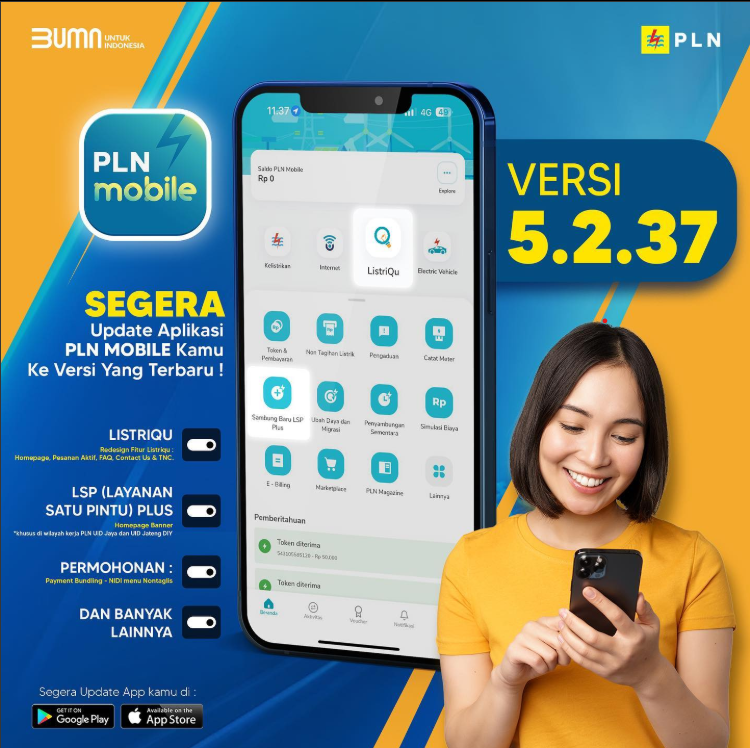 BUMN UNTUK
INDONESIA
PLN
PLN
mobile
VERSI
5.2.37
SEGERA
Update Aplikasi
PLN MOBILE Kamu
Ke Versi Yang Terbaru !
LISTRIQU
Redesign Fitur Listriqu :
Homepage, Pesanan Aktif, FAQ, Contact Us & TNC.
LSP (LAYANAN
SATU PINTU) PLUS
Homepage Banner
*khusus di wilayah kerja PLN UID Jaya dan UID Jateng DIY
PERMOHONAN :
Payment Bundling - NIDI menu Nontaglis
DAN BANYAK
LAINNYA
Segera Update App kamu di :
GET IT ON
Google Play
Available on the
App Store
11.37
4G 49
Saldo PLN Mobile
Rp 0
Explore
Kelistrikan
Internet
ListriQu
Electric Vehicle
Token &
Pembayaran
Non Tagihan Listrik
Pengaduan
Catat Meter
Sambung Baru LSP
Plus
Ubah Daya dan
Migrasi
Penyambungan
Sementara
Rp
Simulasi Biaya
E - Billing
Marketplace
PLN Magazine
Lainnya
Pemberitahuan
Token diterima
Rp 50.000
Token diterima
Beranda
Aktivitas
Voucher
Notifikasi